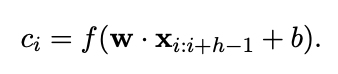 c_i = f(w · x_{i:i+h−1} + b).